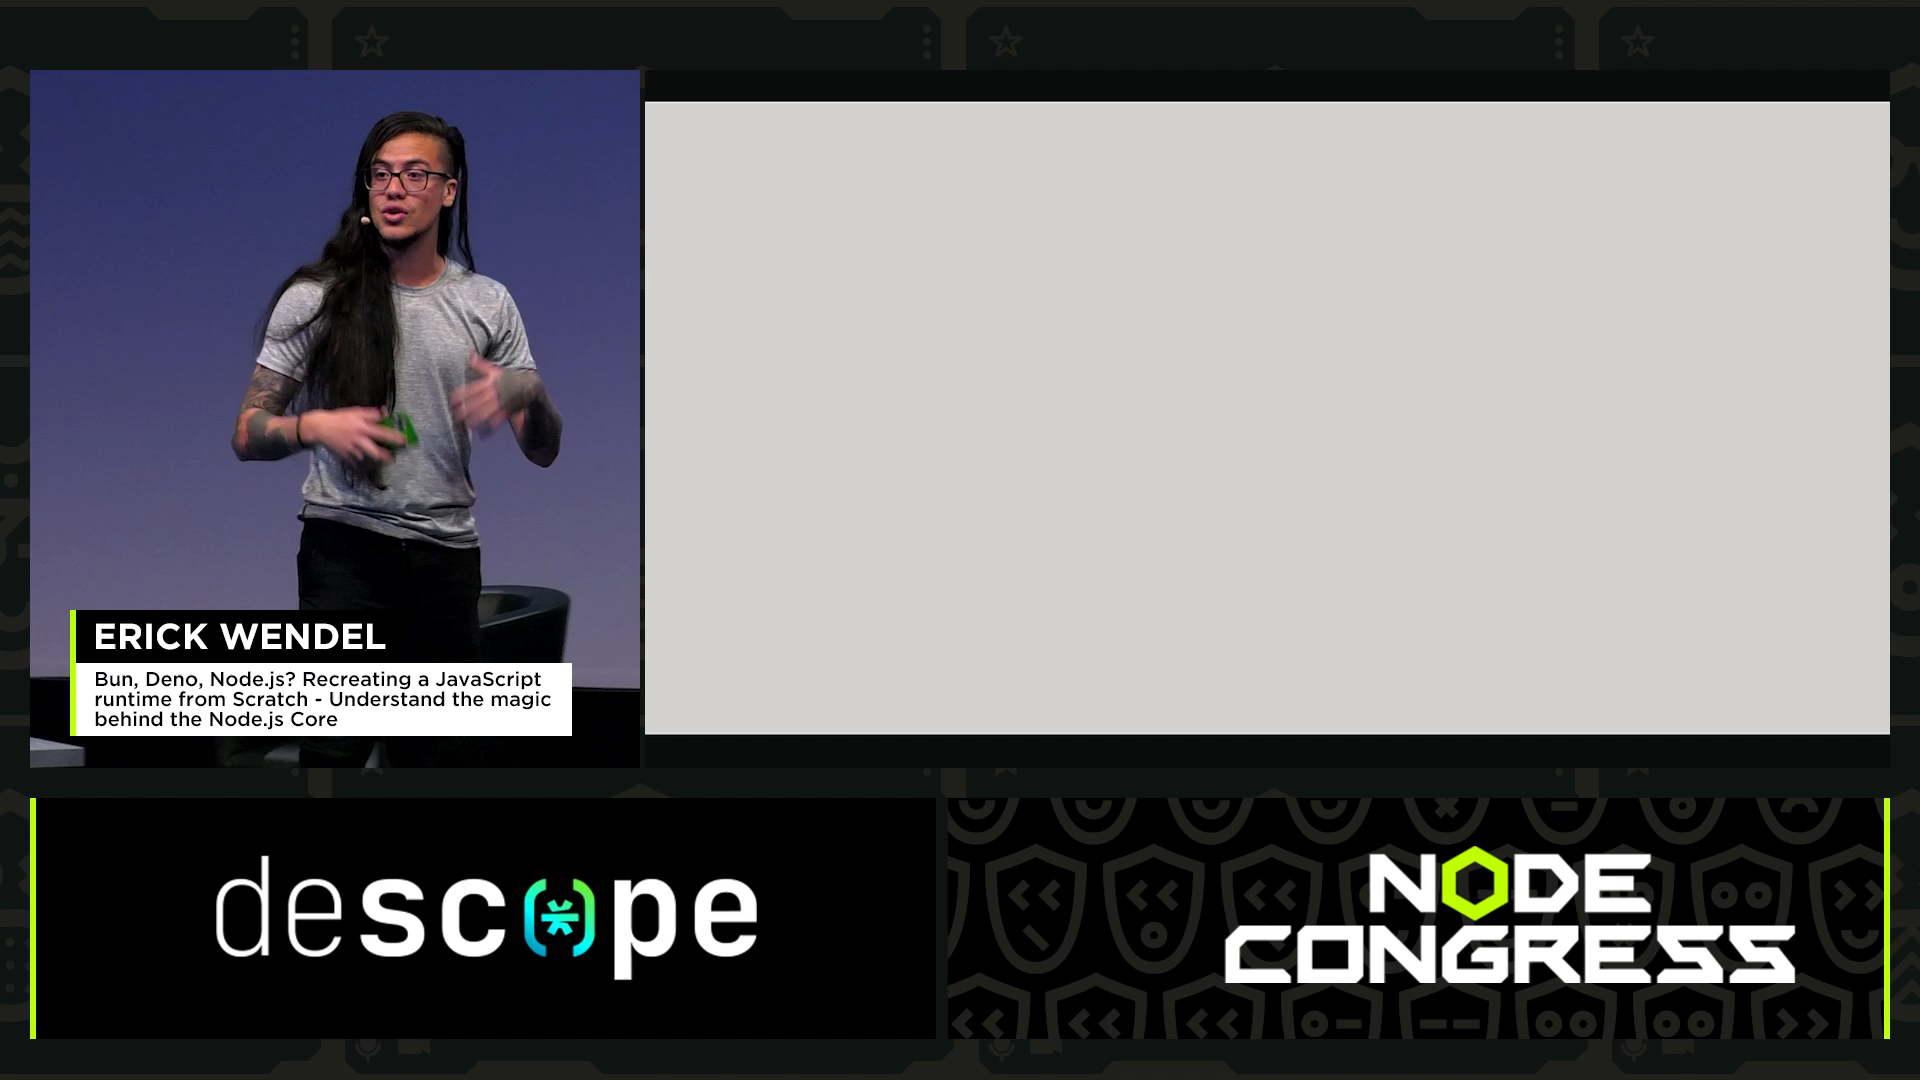 ERICK WENDEL
Bun, Deno, Node.js? Recreating a JavaScript
runtime from Scratch - Understand the magic
behind the Node.js Core
descope
NODE
CONGRESS